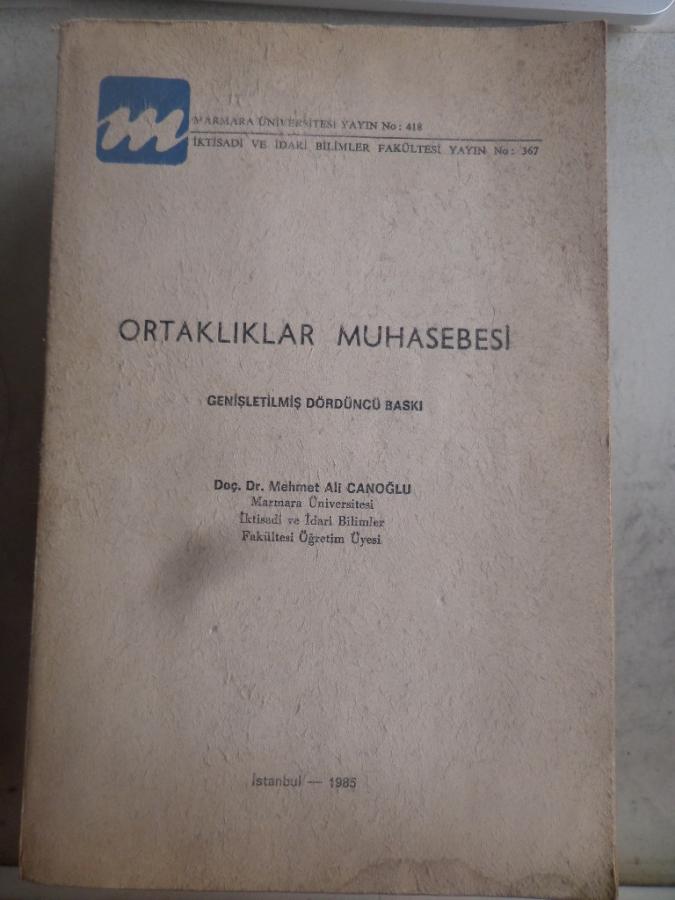 MARMARA ÜNİVERSİTESİ YAYIN No: 418
İKTİSADİ VE İDARİ BİLİMLER FAKÜLTESİ YAYIN No: 367
ORTAKLIKLAR MUHASEBESİ
GENİŞLETİLMİŞ DÖRDÜNCÜ BASKI
Doç. Dr. Mehmet Ali CANOĞLU
Marmara Üniversitesi
İktisadi ve İdari Bilimler
Fakültesi Öğretim Üyesi
İstanbul — 1985